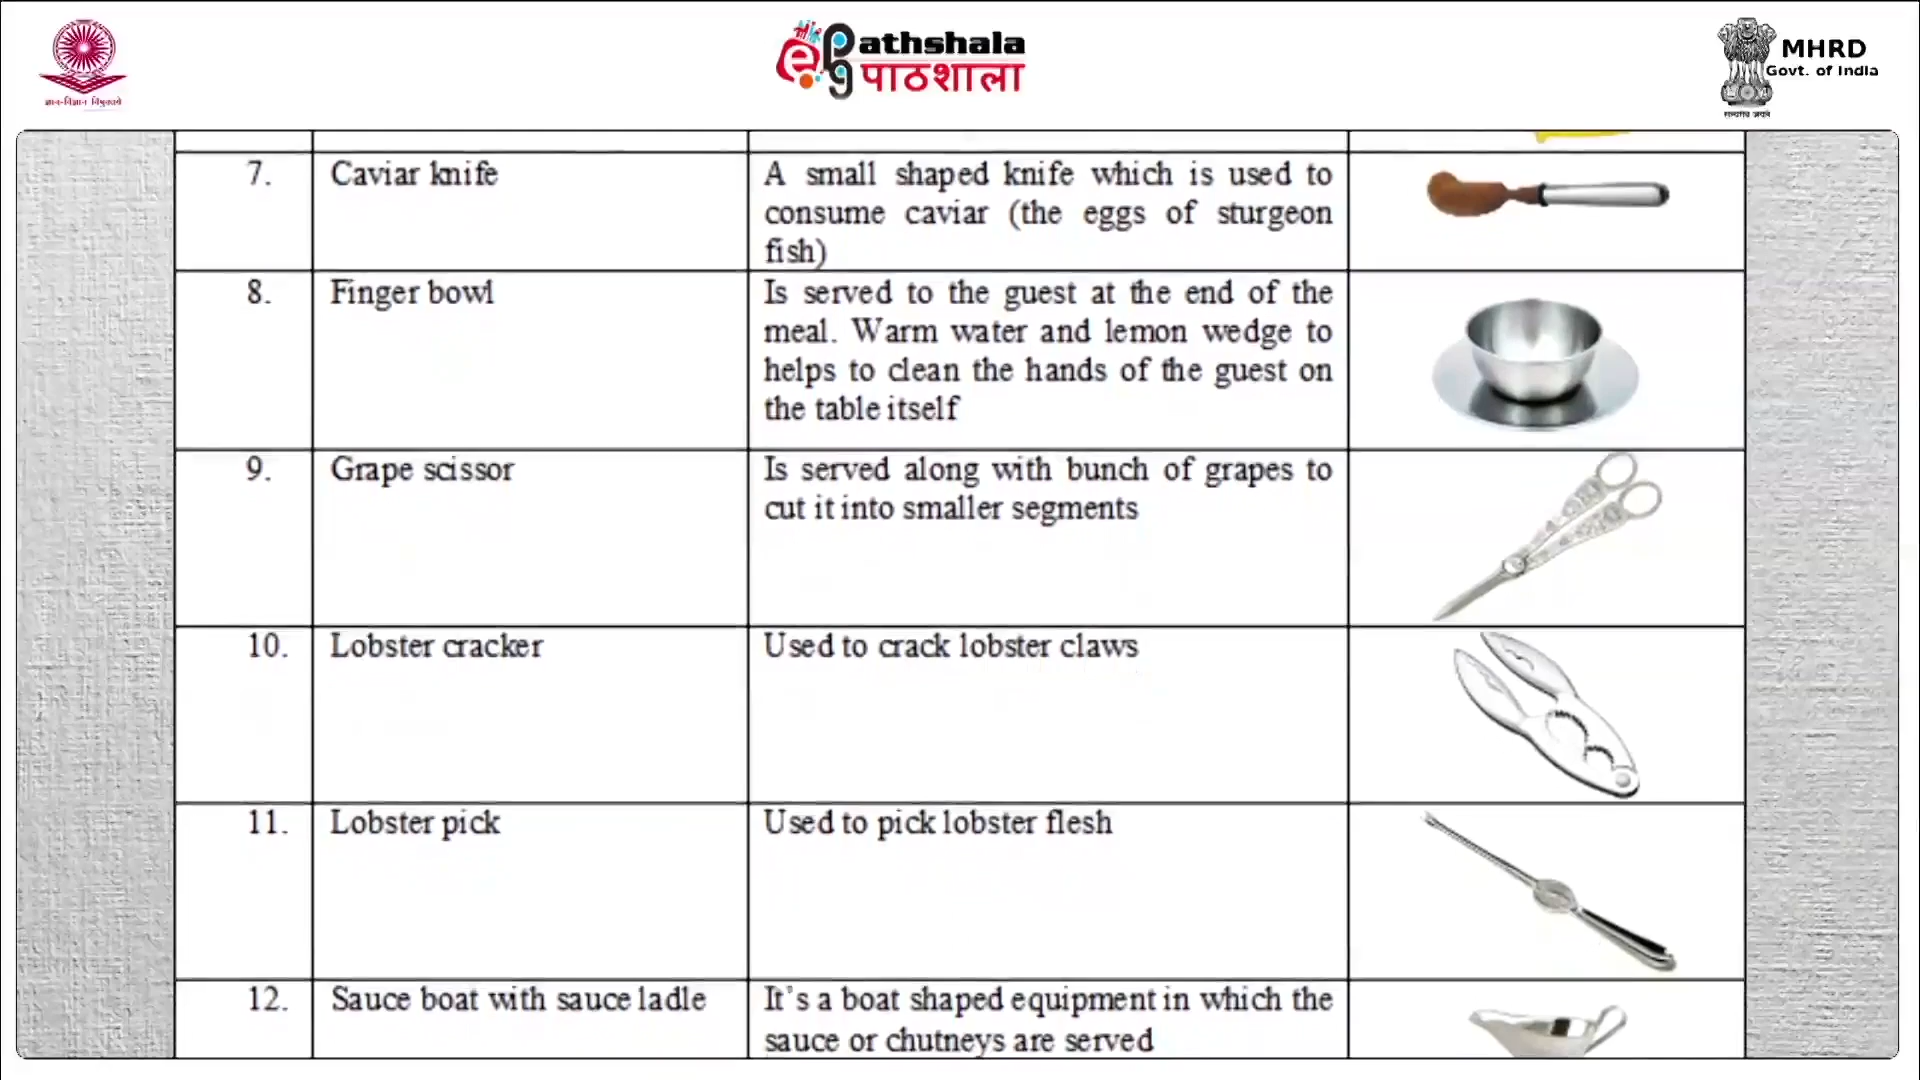 ज्ञान-विज्ञान विमुक्तये
e pg athshala
पाठशाला
MHRD
Govt. of India
सत्यमेव जयते
7. Caviar knife A small shaped knife which is used to
consume caviar (the eggs of sturgeon
fish)
8. Finger bowl Is served to the guest at the end of the
meal. Warm water and lemon wedge to
helps to clean the hands of the guest on
the table itself
9. Grape scissor Is served along with bunch of grapes to
cut it into smaller segments
10. Lobster cracker Used to crack lobster claws
11. Lobster pick Used to pick lobster flesh
12. Sauce boat with sauce ladle It's a boat shaped equipment in which the
sauce or chutneys are served